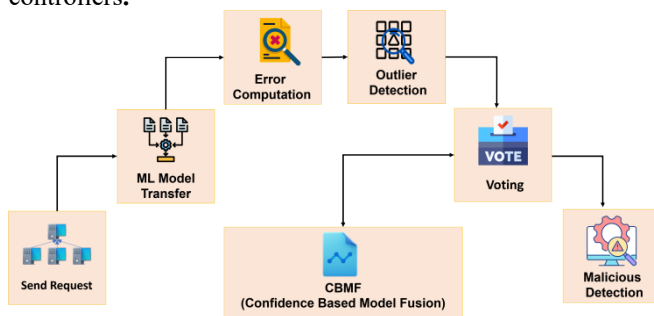 controllers.
Error
Computation
Outlier
Detection
ML Model
Transfer
VOTE
Voting
Send Request
CBMF
(Confidence Based Model Fusion)
Malicious
Detection